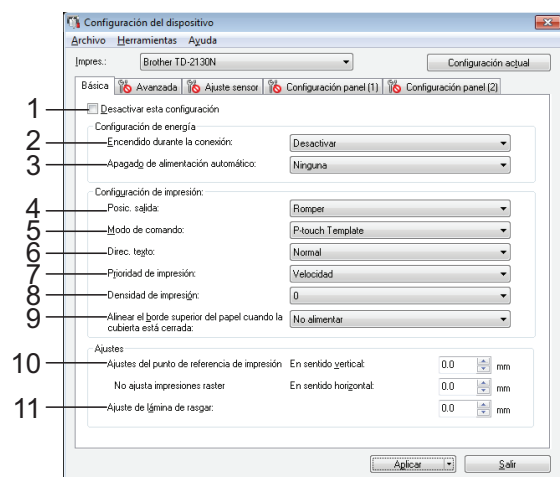 Configuración del dispositivo
Archivo Herramientas Ayuda
Impres.: Brother TD-2130N Configuración actual
Básica Avanzada Ajuste sensor Configuración panel (1) Configuración panel (2)
1 Desactivar esta configuración
Configuración de energía
2 Encendido durante la conexión: Desactivar
3 Apagado de alimentación automático: Ninguna
Configuración de impresión:
4 Posic. salida: Romper
5 Modo de comando: P-touch Template
6 Direc. texto: Normal
7 Prioridad de impresión: Velocidad
8 Densidad de impresión: 0
9 Alinear el borde superior del papel cuando la cubierta está cerrada: No alimentar
Ajustes
10 Ajustes del punto de referencia de impresión En sentido vertical: 0.0 mm
No ajusta impresiones raster En sentido horizontal: 0.0 mm
11 Ajuste de lámina de rasgar: 0.0 mm
Aplicar Salir